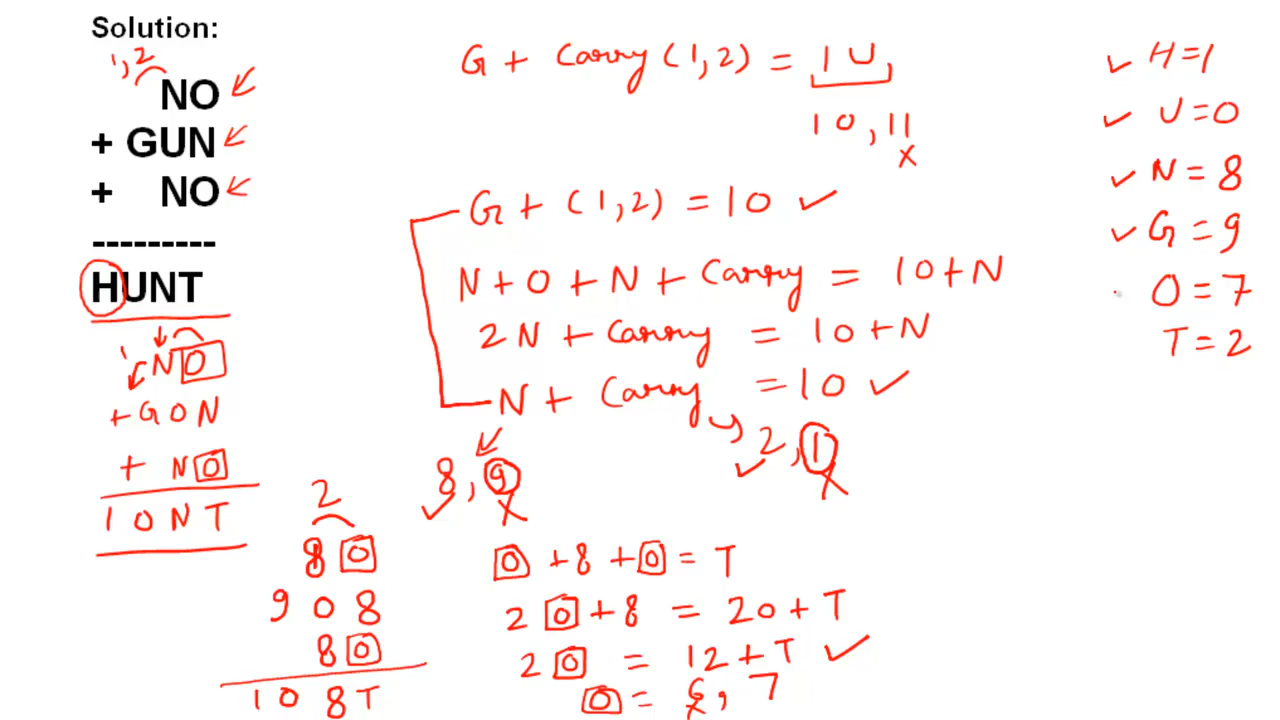 Solution:
1, 2
NO
+ GUN
+ NO
---------
HUNT
1
N O
+ G O N
+ N O
1 0 N T
2
8 O
9 0 8
8 O
1 0 8 T
G + Carry (1, 2) = 1 U
10, 11
x
G + (1, 2) = 10 ✓
N + 0 + N + Carry = 10 + N
2N + Carry = 10 + N
N + Carry = 10 ✓
2, 1
✓ x
8, 9
✓ x
O + 8 + O = T
2 O + 8 = 20 + T
2 O = 12 + T ✓
O = 6, 7
x
✓ H = 1
✓ U = 0
✓ N = 8
✓ G = 9
O = 7
T = 2